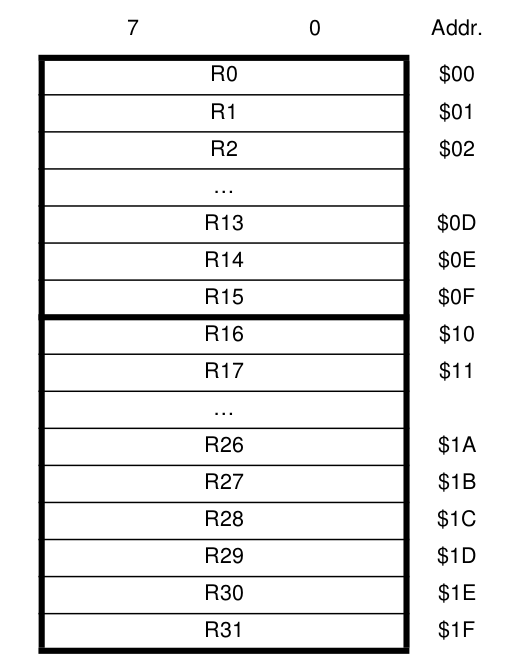 7 0 Addr.
R0 $00
R1 $01
R2 $02
...
R13 $0D
R14 $0E
R15 $0F
R16 $10
R17 $11
...
R26 $1A
R27 $1B
R28 $1C
R29 $1D
R30 $1E
R31 $1F